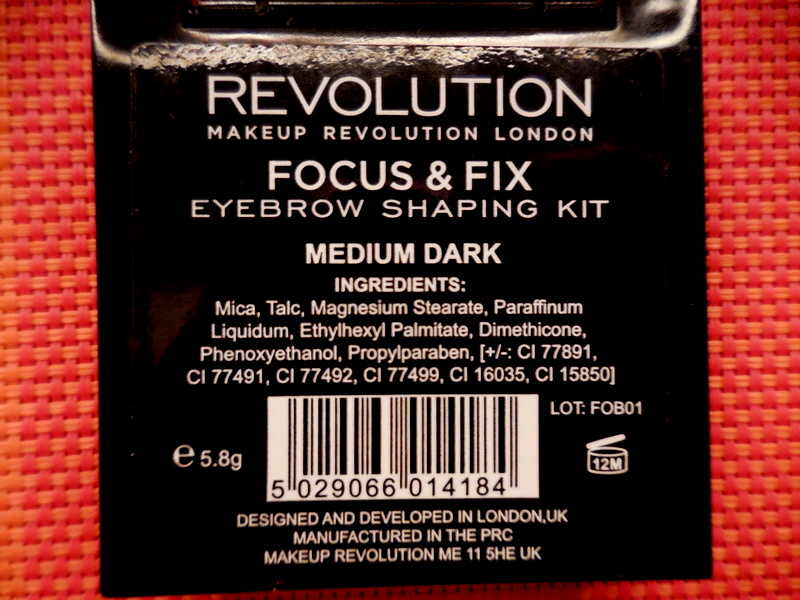 REVOLUTION
MAKEUP REVOLUTION LONDON
FOCUS & FIX
EYEBROW SHAPING KIT
MEDIUM DARK
INGREDIENTS:
Mica, Talc, Magnesium Stearate, Paraffinum
Liquidum, Ethylhexyl Palmitate, Dimethicone,
Phenoxyethanol, Propylparaben, [+/-: CI 77891,
CI 77491, CI 77492, CI 77499, CI 16035, CI 15850]
LOT: FOB01
℮ 5.8g
12M
5 029066 014184
DESIGNED AND DEVELOPED IN LONDON,UK
MANUFACTURED IN THE PRC
MAKEUP REVOLUTION ME 11 5HE UK